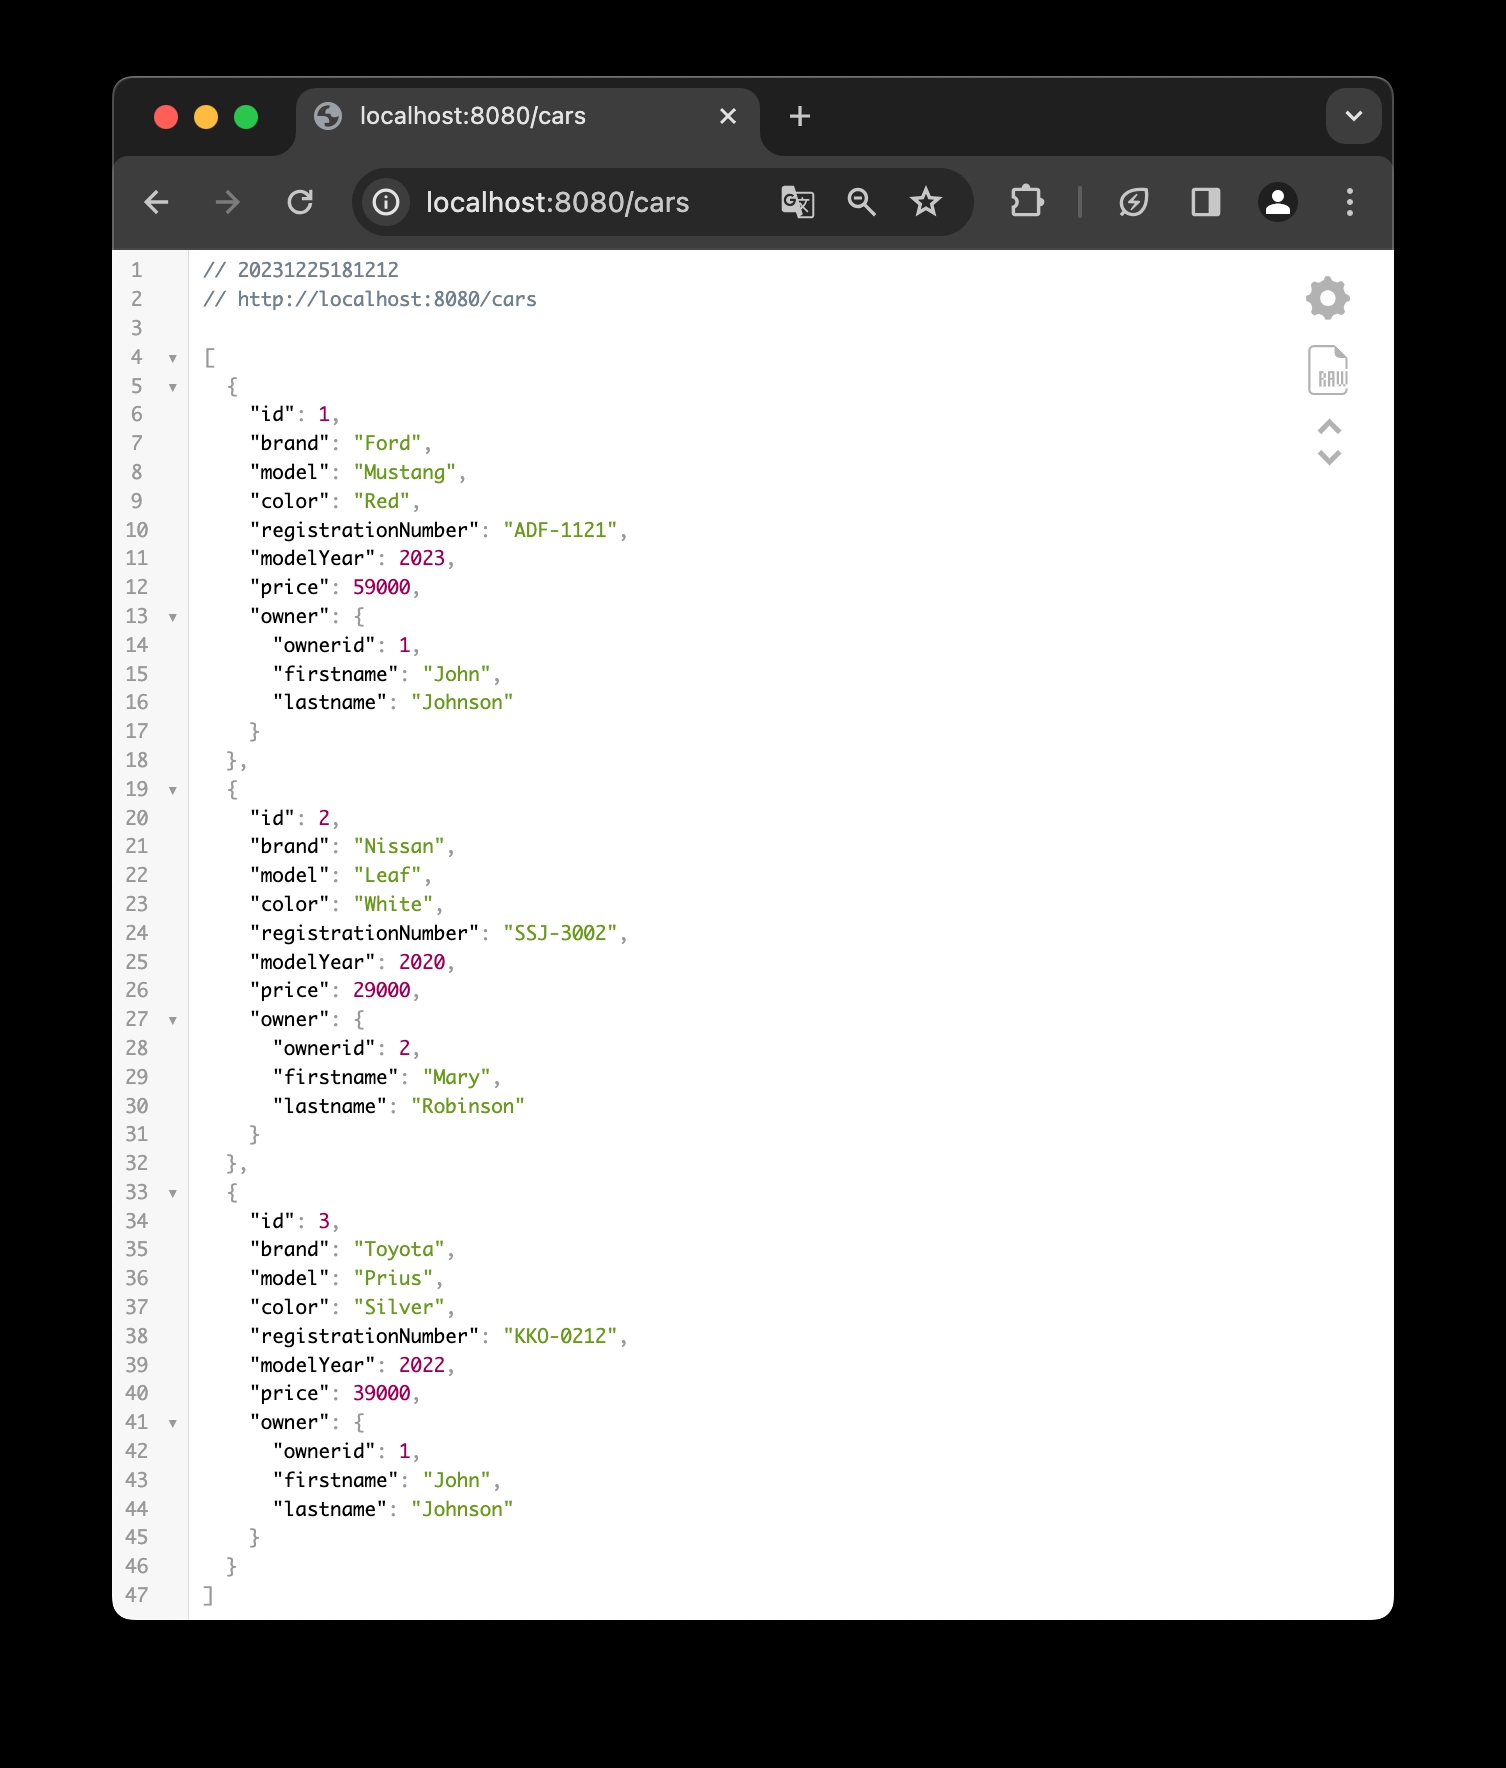 localhost:8080/cars
localhost:8080/cars
1 // 20231225181212
2 // http://localhost:8080/cars
3
4 [
5 {
6 "id": 1,
7 "brand": "Ford",
8 "model": "Mustang",
9 "color": "Red",
10 "registrationNumber": "ADF-1121",
11 "modelYear": 2023,
12 "price": 59000,
13 "owner": {
14 "ownerid": 1,
15 "firstname": "John",
16 "lastname": "Johnson"
17 }
18 },
19 {
20 "id": 2,
21 "brand": "Nissan",
22 "model": "Leaf",
23 "color": "White",
24 "registrationNumber": "SSJ-3002",
25 "modelYear": 2020,
26 "price": 29000,
27 "owner": {
28 "ownerid": 2,
29 "firstname": "Mary",
30 "lastname": "Robinson"
31 }
32 },
33 {
34 "id": 3,
35 "brand": "Toyota",
36 "model": "Prius",
37 "color": "Silver",
38 "registrationNumber": "KKO-0212",
39 "modelYear": 2022,
40 "price": 39000,
41 "owner": {
42 "ownerid": 1,
43 "firstname": "John",
44 "lastname": "Johnson"
45 }
46 }
47 ]
RAW